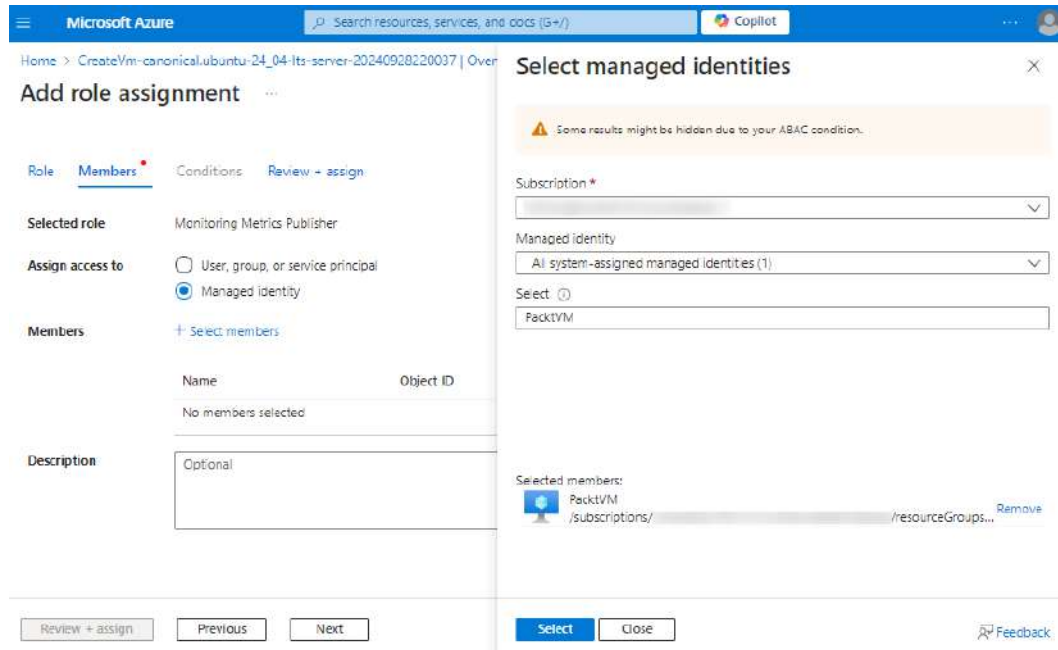 Microsoft Azure
Search resources, services, and docs (G+/)
Copilot
Home > CreateVm-canonical.ubuntu-24_04-lts-server-20240928220037 | Over
Add role assignment
Role
Members
Conditions
Review + assign
Selected role
Monitoring Metrics Publisher
Assign access to
User, group, or service principal
Managed identity
Members
+ Select members
Name
Object ID
No members selected
Description
Optional
Review + assign
Previous
Next
Select managed identities
Some results might be hidden due to your ABAC condition.
Subscription *
Managed identity
All system-assigned managed identities (1)
Select
PacktVM
Selected members:
PacktVM
/subscriptions/
/resourceGroups...
Remove
Select
Close
Feedback